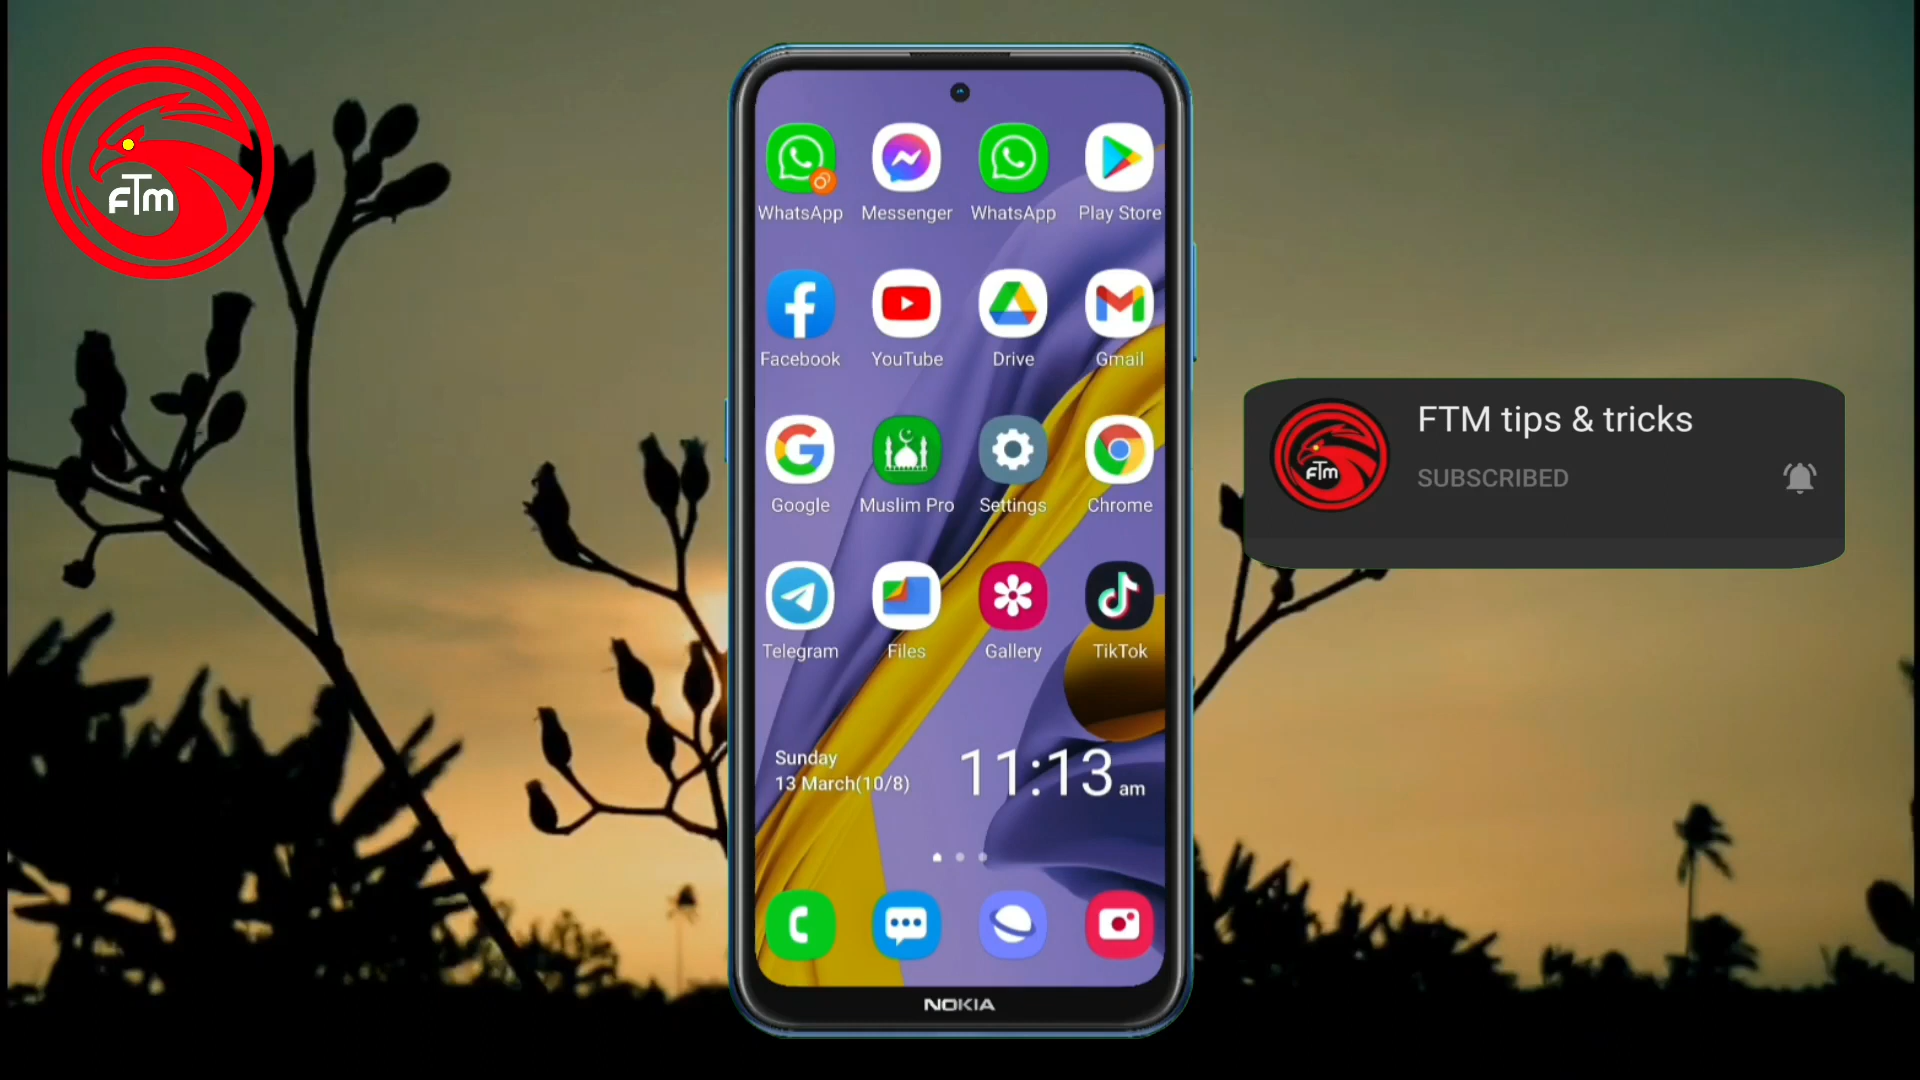 FTM
WhatsApp Messenger WhatsApp Play Store
Facebook YouTube Drive Gmail
Google Muslim Pro Settings Chrome
Telegram Files Gallery TikTok
Sunday
13 March(10/8)
11:13 am
NOKIA
FTM tips & tricks
SUBSCRIBED
FTM